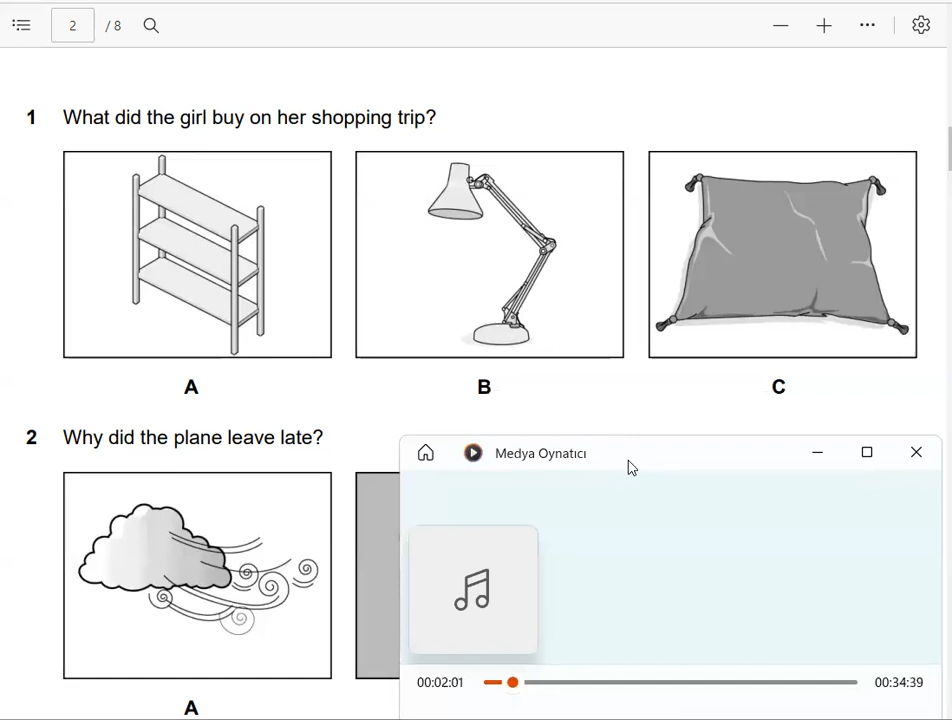 2 / 8
1 What did the girl buy on her shopping trip?
A B C
2 Why did the plane leave late?
Medya Oynatıcı
00:02:01 00:34:39
A